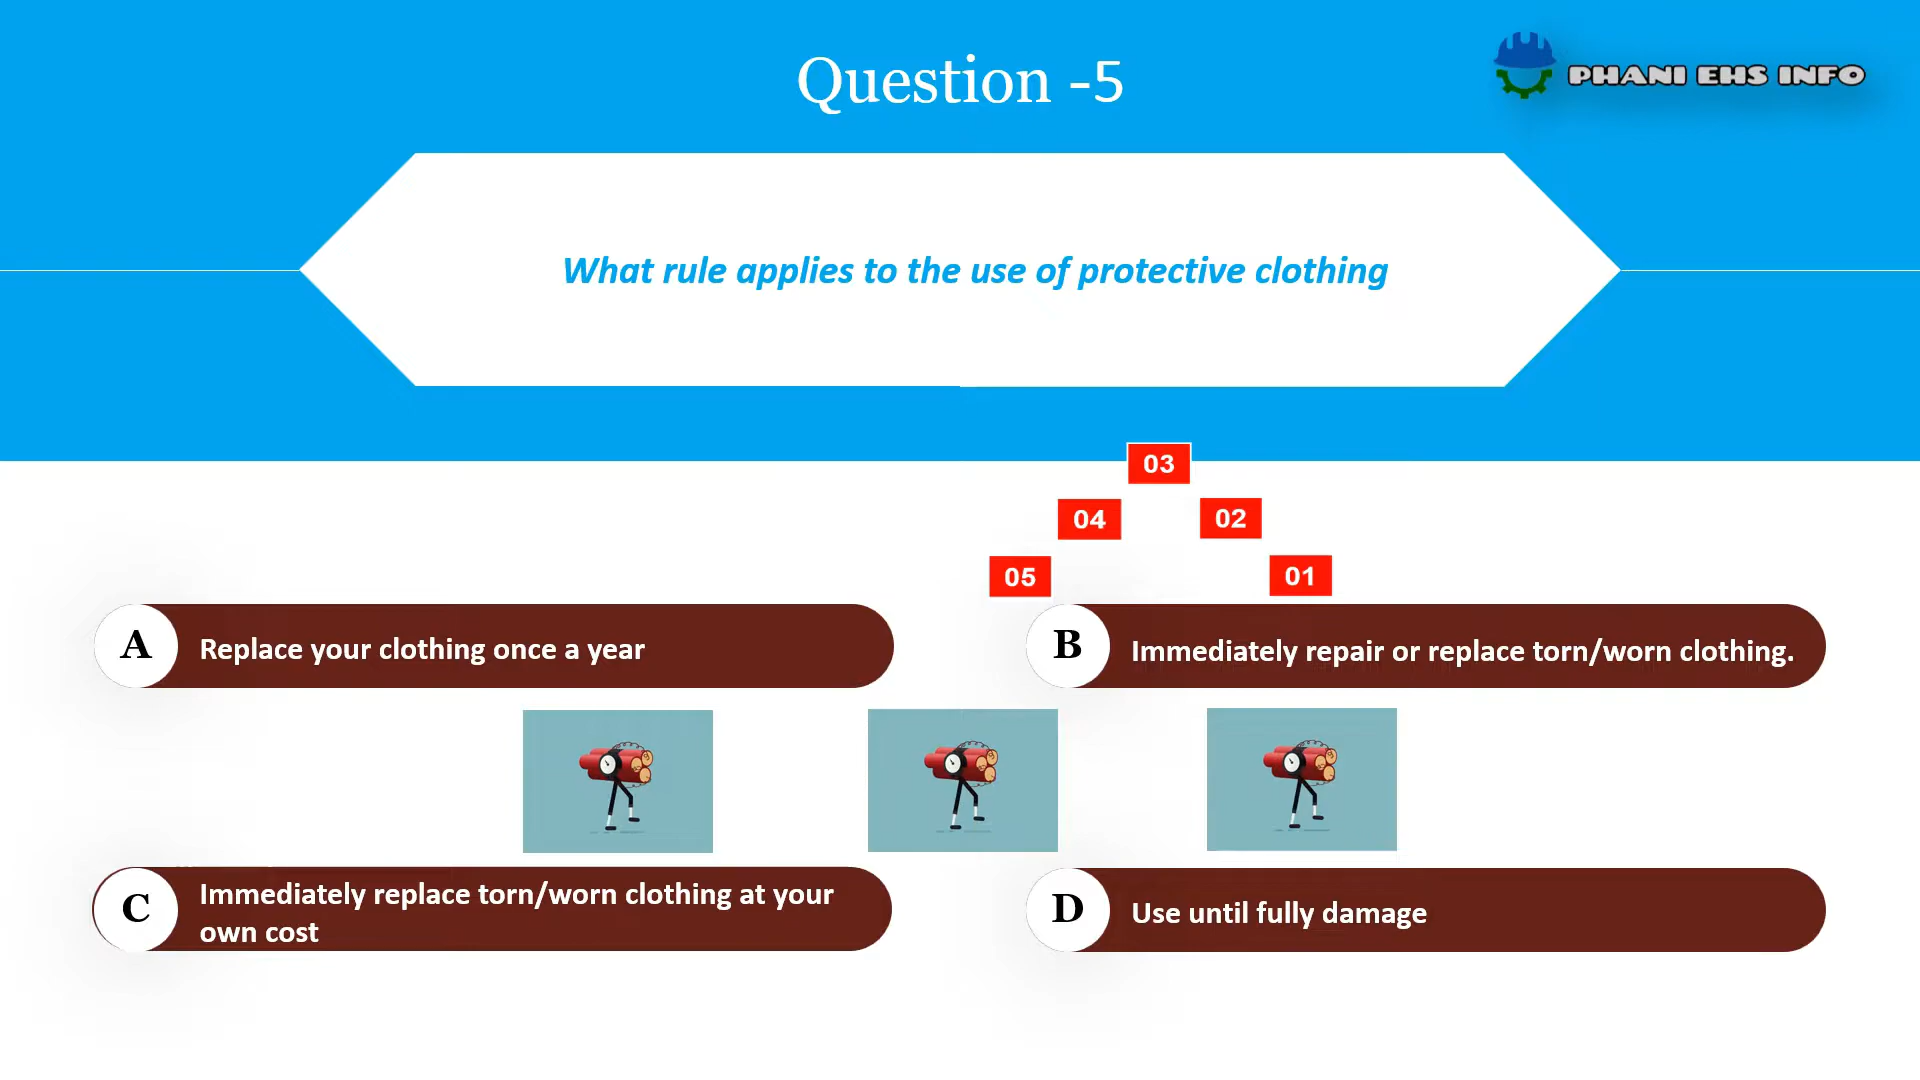 Question -5
PHANI EHS INFO
What rule applies to the use of protective clothing
03
04
02
05
01
A
Replace your clothing once a year
B
Immediately repair or replace torn/worn clothing.
C
Immediately replace torn/worn clothing at your
own cost
D
Use until fully damage